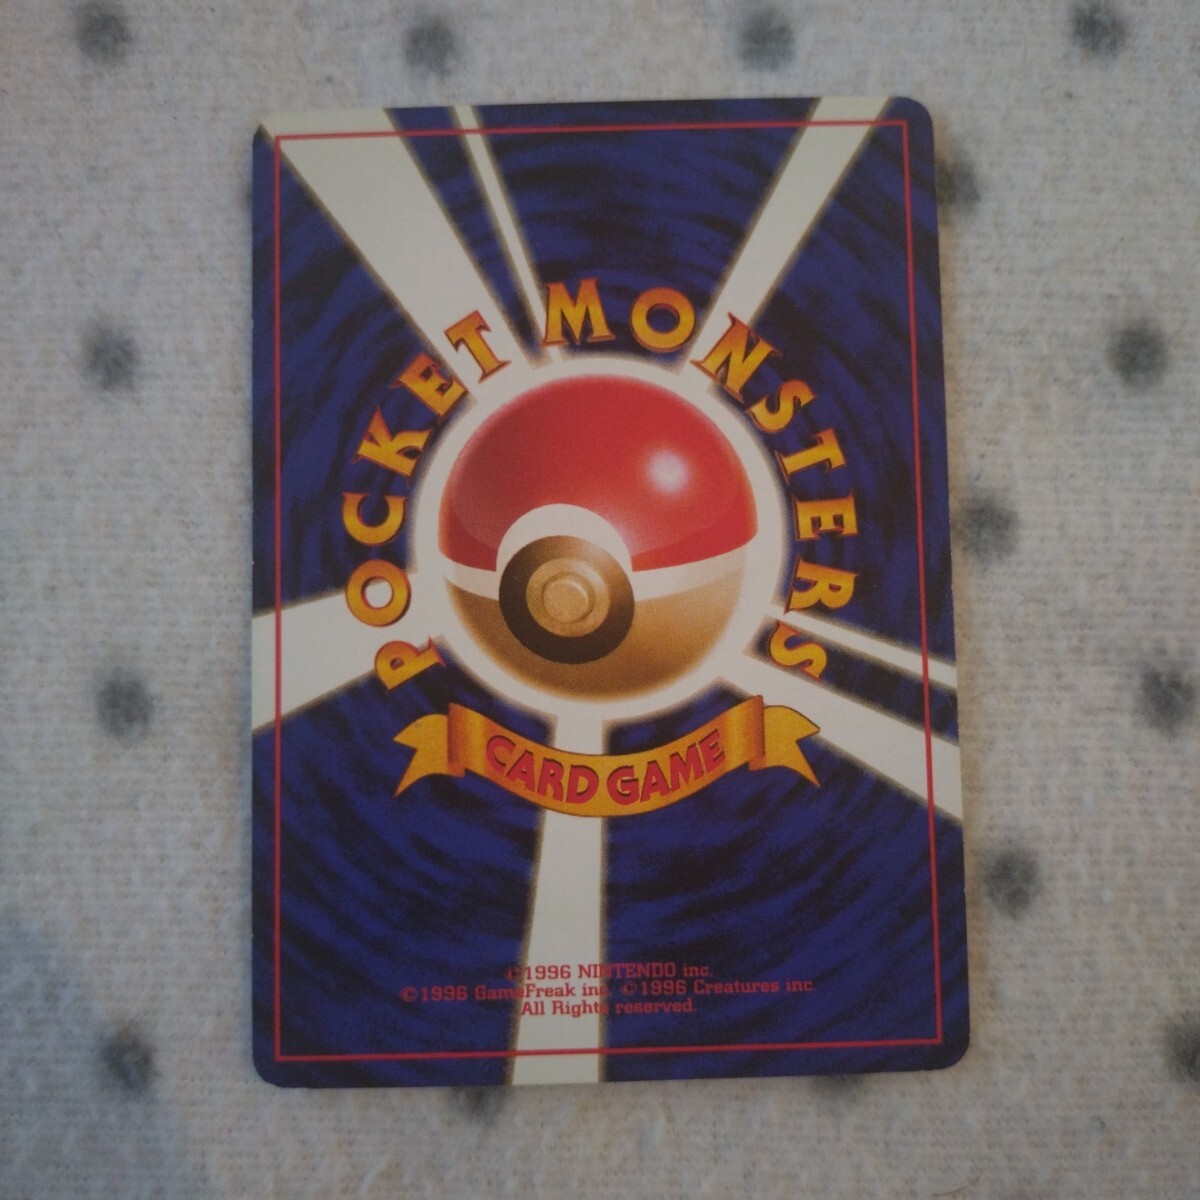 POCKET MONSTERS
CARD GAME
©1996 NINTENDO inc.
©1996 GameFreak inc. ©1996 Creatures inc.
All Rights reserved.